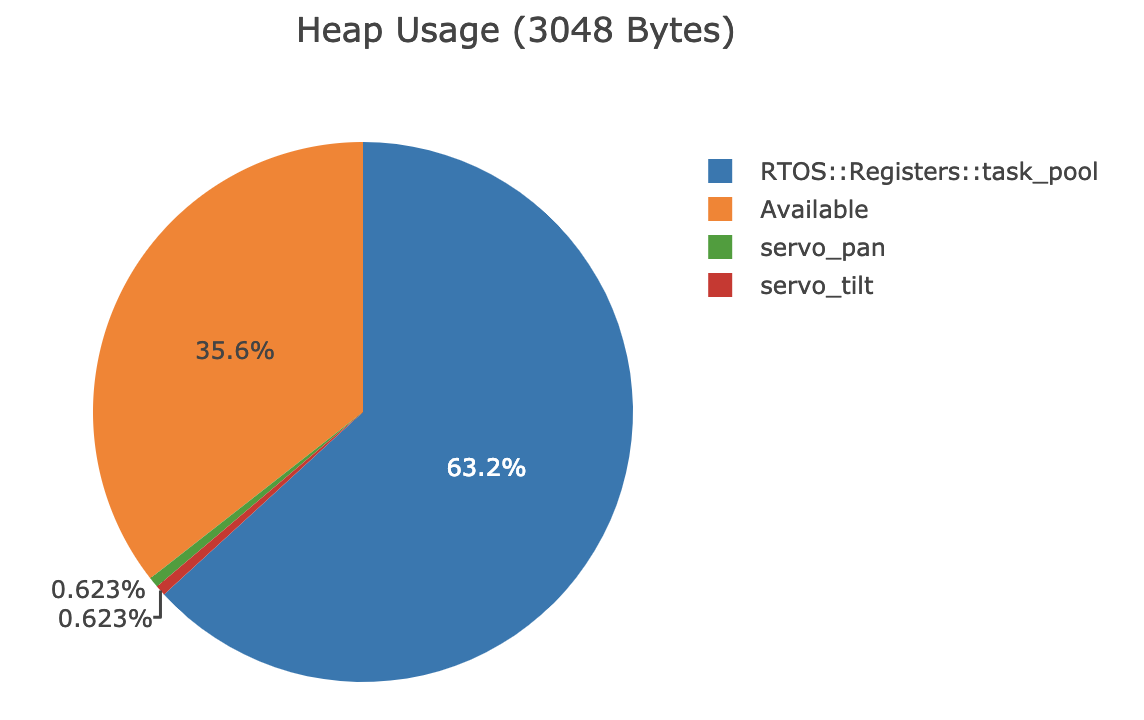 Heap Usage (3048 Bytes)
RTOS::Registers::task_pool
Available
servo_pan
servo_tilt
35.6%
63.2%
0.623%
0.623%